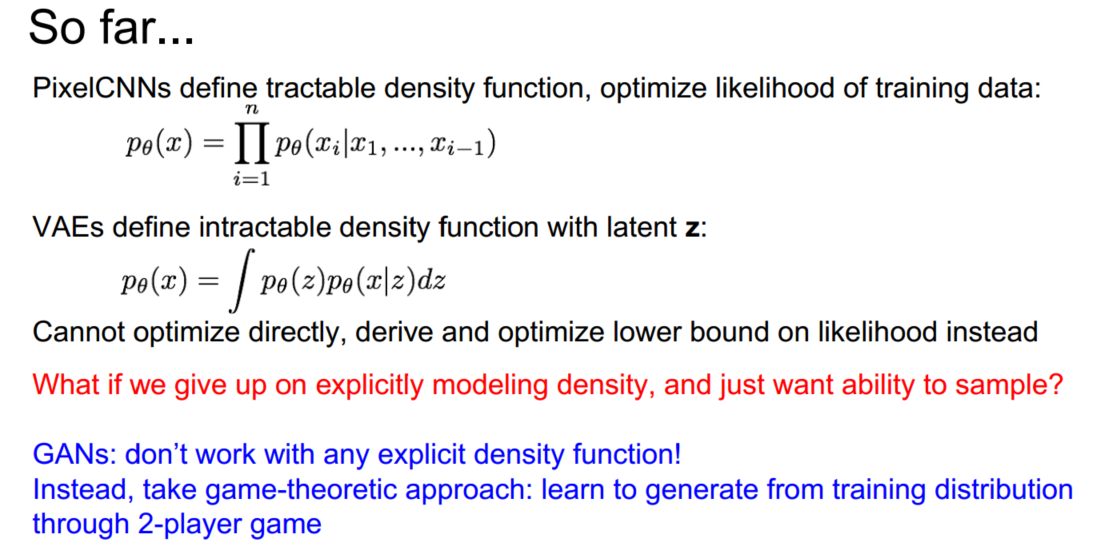 So far...
PixelCNNs define tractable density function, optimize likelihood of training data:
$p_\theta(x) = \prod_{i=1}^{n} p_\theta(x_i|x_1, ..., x_{i-1})$
VAEs define intractable density function with latent z:
$p_\theta(x) = \int p_\theta(z)p_\theta(x|z)dz$
Cannot optimize directly, derive and optimize lower bound on likelihood instead
What if we give up on explicitly modeling density, and just want ability to sample?
GANs: don’t work with any explicit density function!
Instead, take game-theoretic approach: learn to generate from training distribution
through 2-player game